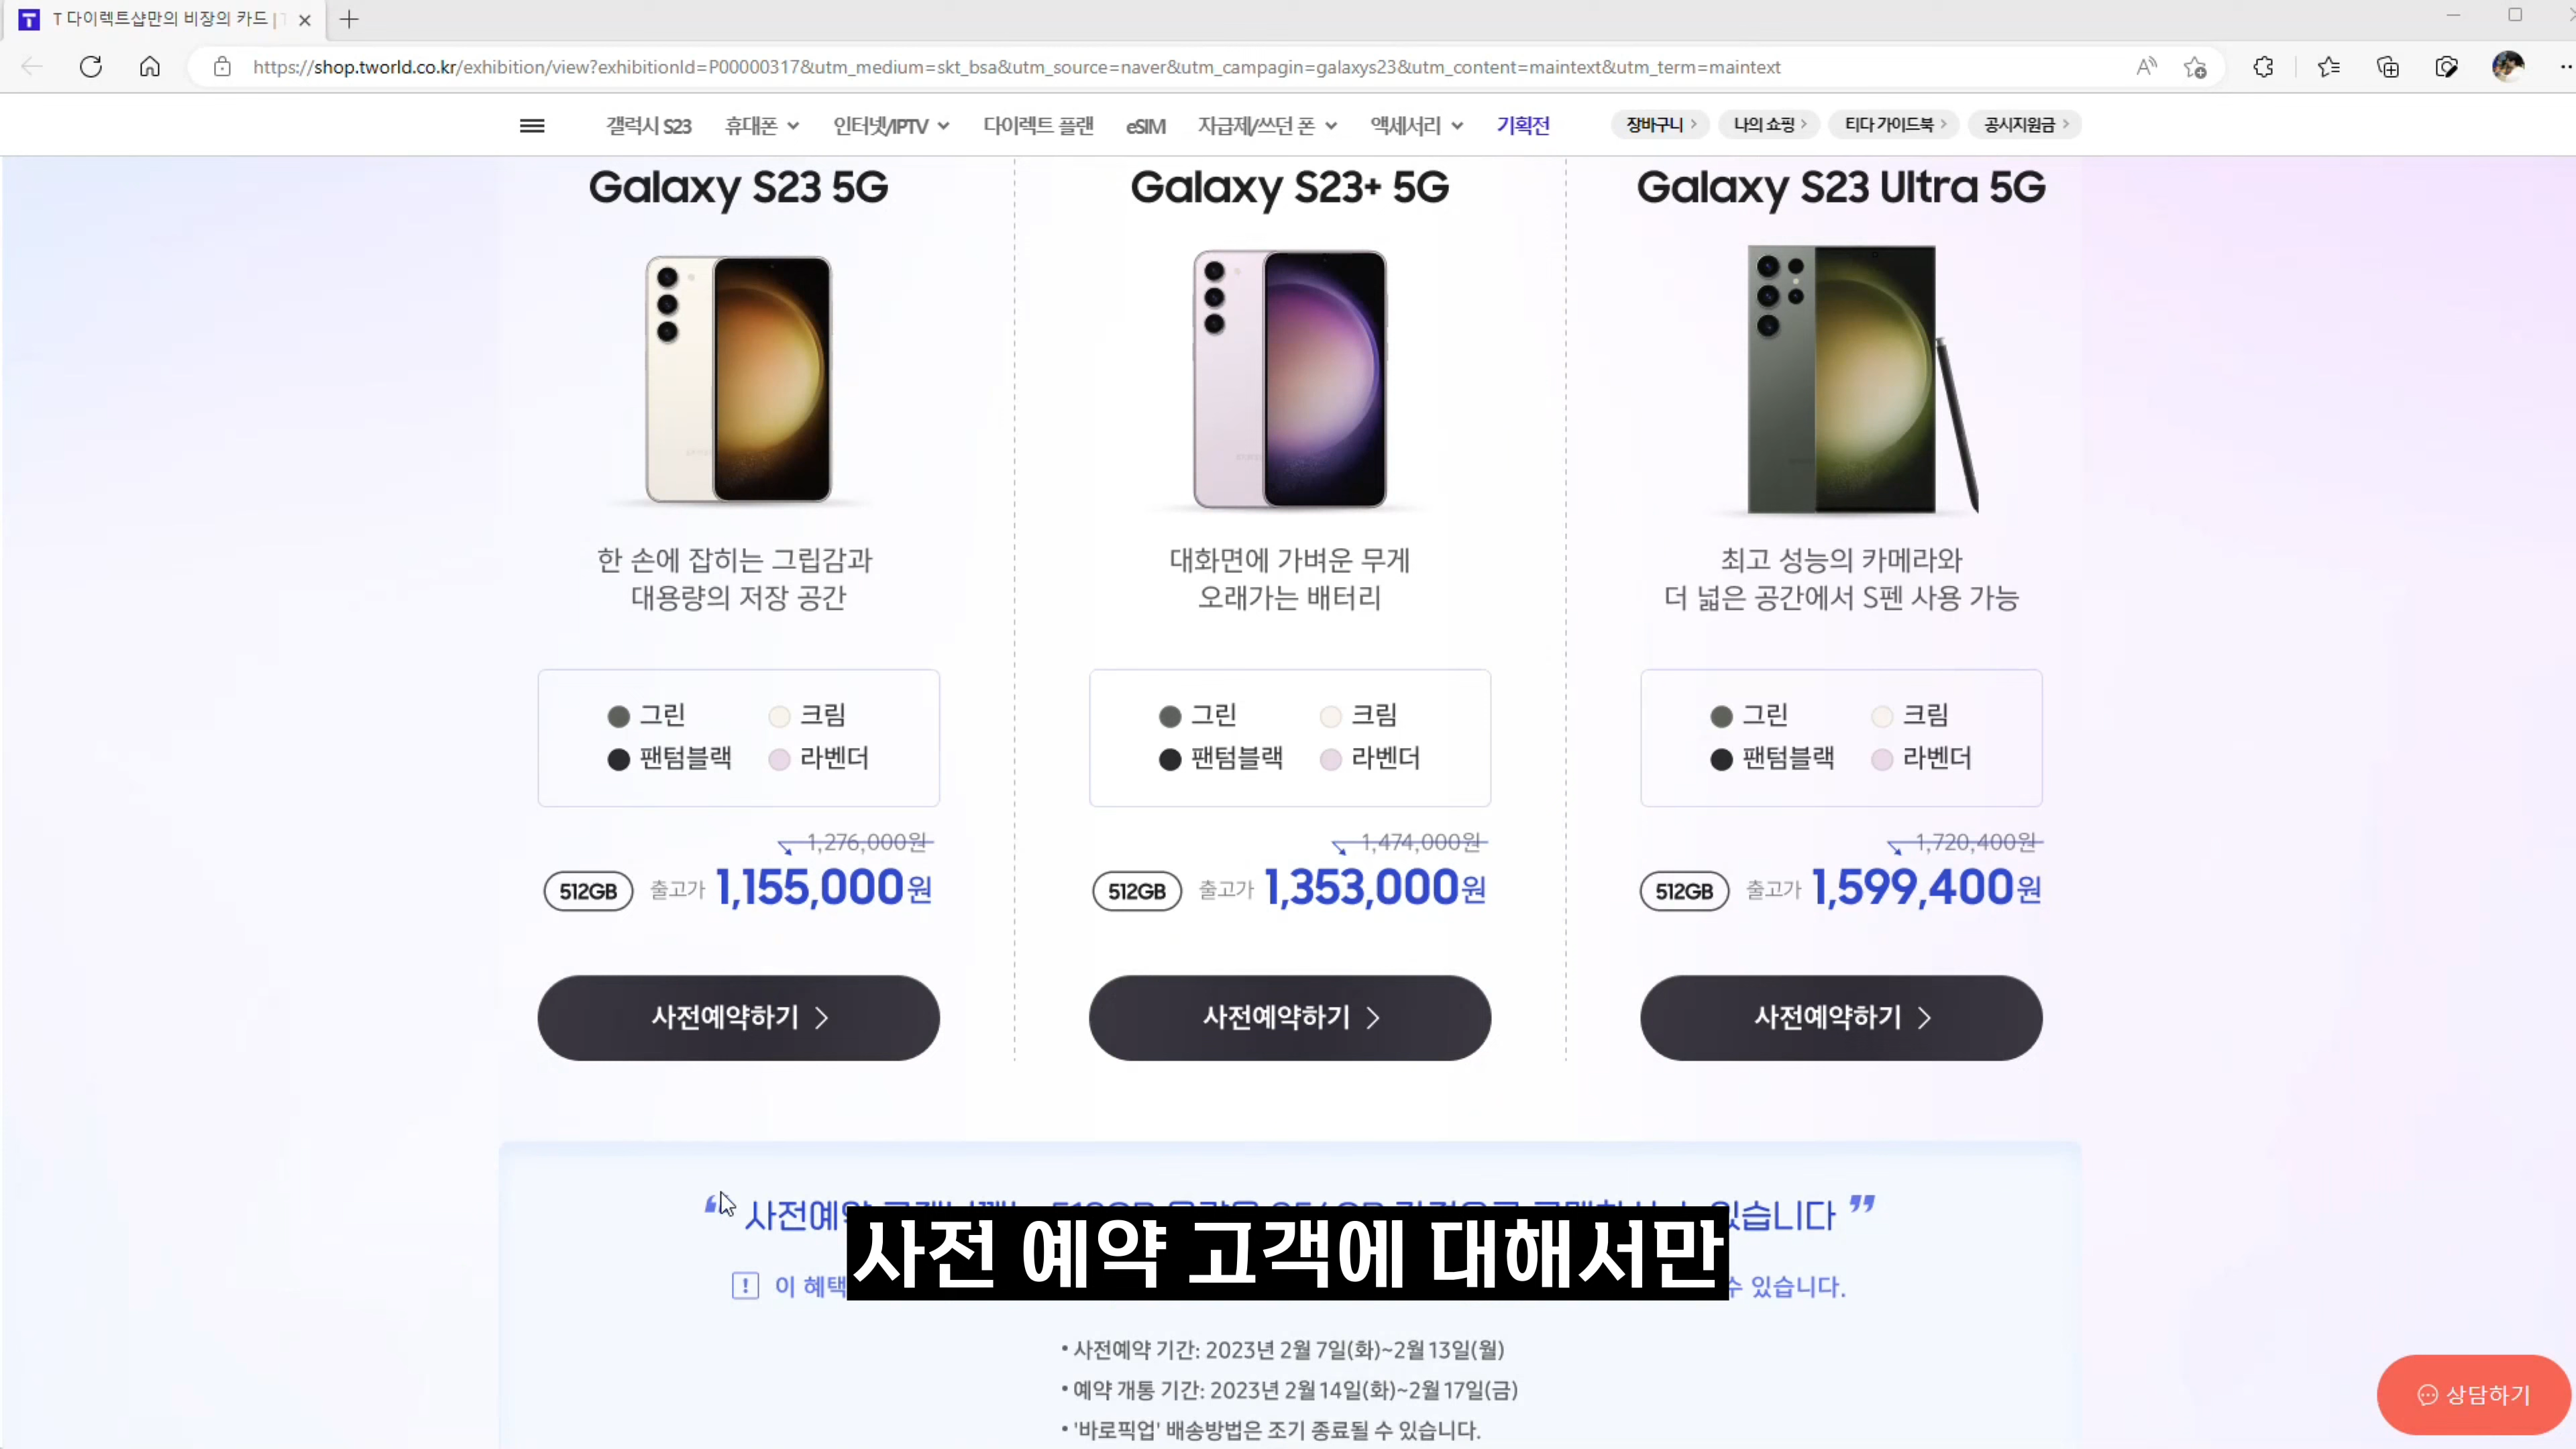 T 다이렉트샵만의 비장의 카드 |
https://shop.tworld.co.kr/exhibition/view?exhibitionId=P00000317&utm_medium=skt_bsa&utm_source=naver&utm_campagin=galaxys23&utm_content=maintext&utm_term=maintext
갤럭시 S23 휴대폰 인터넷/IPTV 다이렉트 플랜 eSIM 자급제/쓰던 폰 액세서리 기획전 장바구니 > 나의 쇼핑 > 티다 가이드북 > 공시지원금 >
Galaxy S23 5G
한 손에 잡히는 그립감과
대용량의 저장 공간
그린 크림
팬텀블랙 라벤더
1,276,000원
512GB 출고가 1,155,000원
사전예약하기 >
Galaxy S23+ 5G
대화면에 가벼운 무게
오래가는 배터리
그린 크림
팬텀블랙 라벤더
1,474,000원
512GB 출고가 1,353,000원
사전예약하기 >
Galaxy S23 Ultra 5G
최고 성능의 카메라와
더 넓은 공간에서 S펜 사용 가능
그린 크림
팬텀블랙 라벤더
1,720,400원
512GB 출고가 1,599,400원
사전예약하기 >
사전예 있습니다 ”
사전 예약 고객에 대해서만
! 이 혜택 수 있습니다.
• 사전예약 기간: 2023년 2월 7일(화)~2월 13일(월)
• 예약 개통 기간: 2023년 2월 14일(화)~2월 17일(금)
• '바로픽업' 배송방법은 조기 종료될 수 있습니다.
상담하기